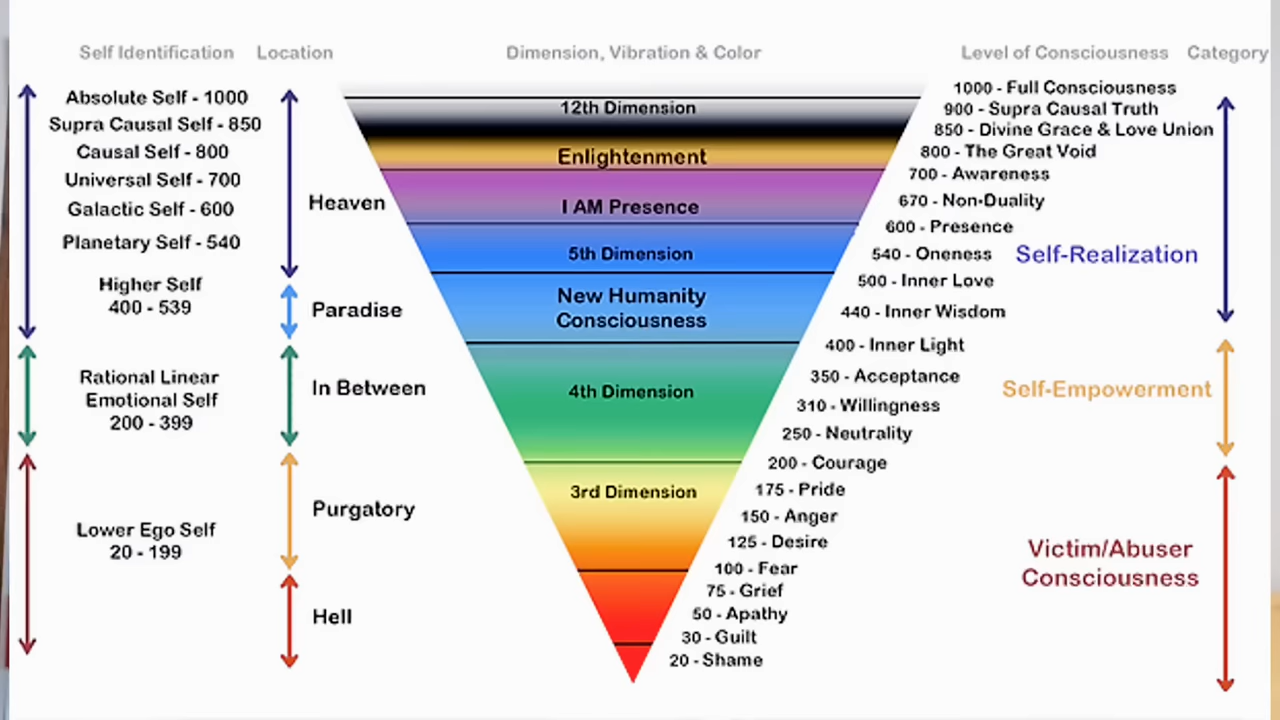 Self Identification
Location
Dimension, Vibration & Color
Level of Consciousness
Category
Absolute Self - 1000
Supra Causal Self - 850
Causal Self - 800
Universal Self - 700
Galactic Self - 600
Planetary Self - 540
Higher Self
400 - 539
Rational Linear
Emotional Self
200 - 399
Lower Ego Self
20 - 199
Heaven
Paradise
In Between
Purgatory
Hell
12th Dimension
Enlightenment
I AM Presence
5th Dimension
New Humanity
Consciousness
4th Dimension
3rd Dimension
1000 - Full Consciousness
900 - Supra Causal Truth
850 - Divine Grace & Love Union
800 - The Great Void
700 - Awareness
670 - Non-Duality
600 - Presence
540 - Oneness
500 - Inner Love
440 - Inner Wisdom
400 - Inner Light
350 - Acceptance
310 - Willingness
250 - Neutrality
200 - Courage
175 - Pride
150 - Anger
125 - Desire
100 - Fear
75 - Grief
50 - Apathy
30 - Guilt
20 - Shame
Self-Realization
Self-Empowerment
Victim/Abuser
Consciousness